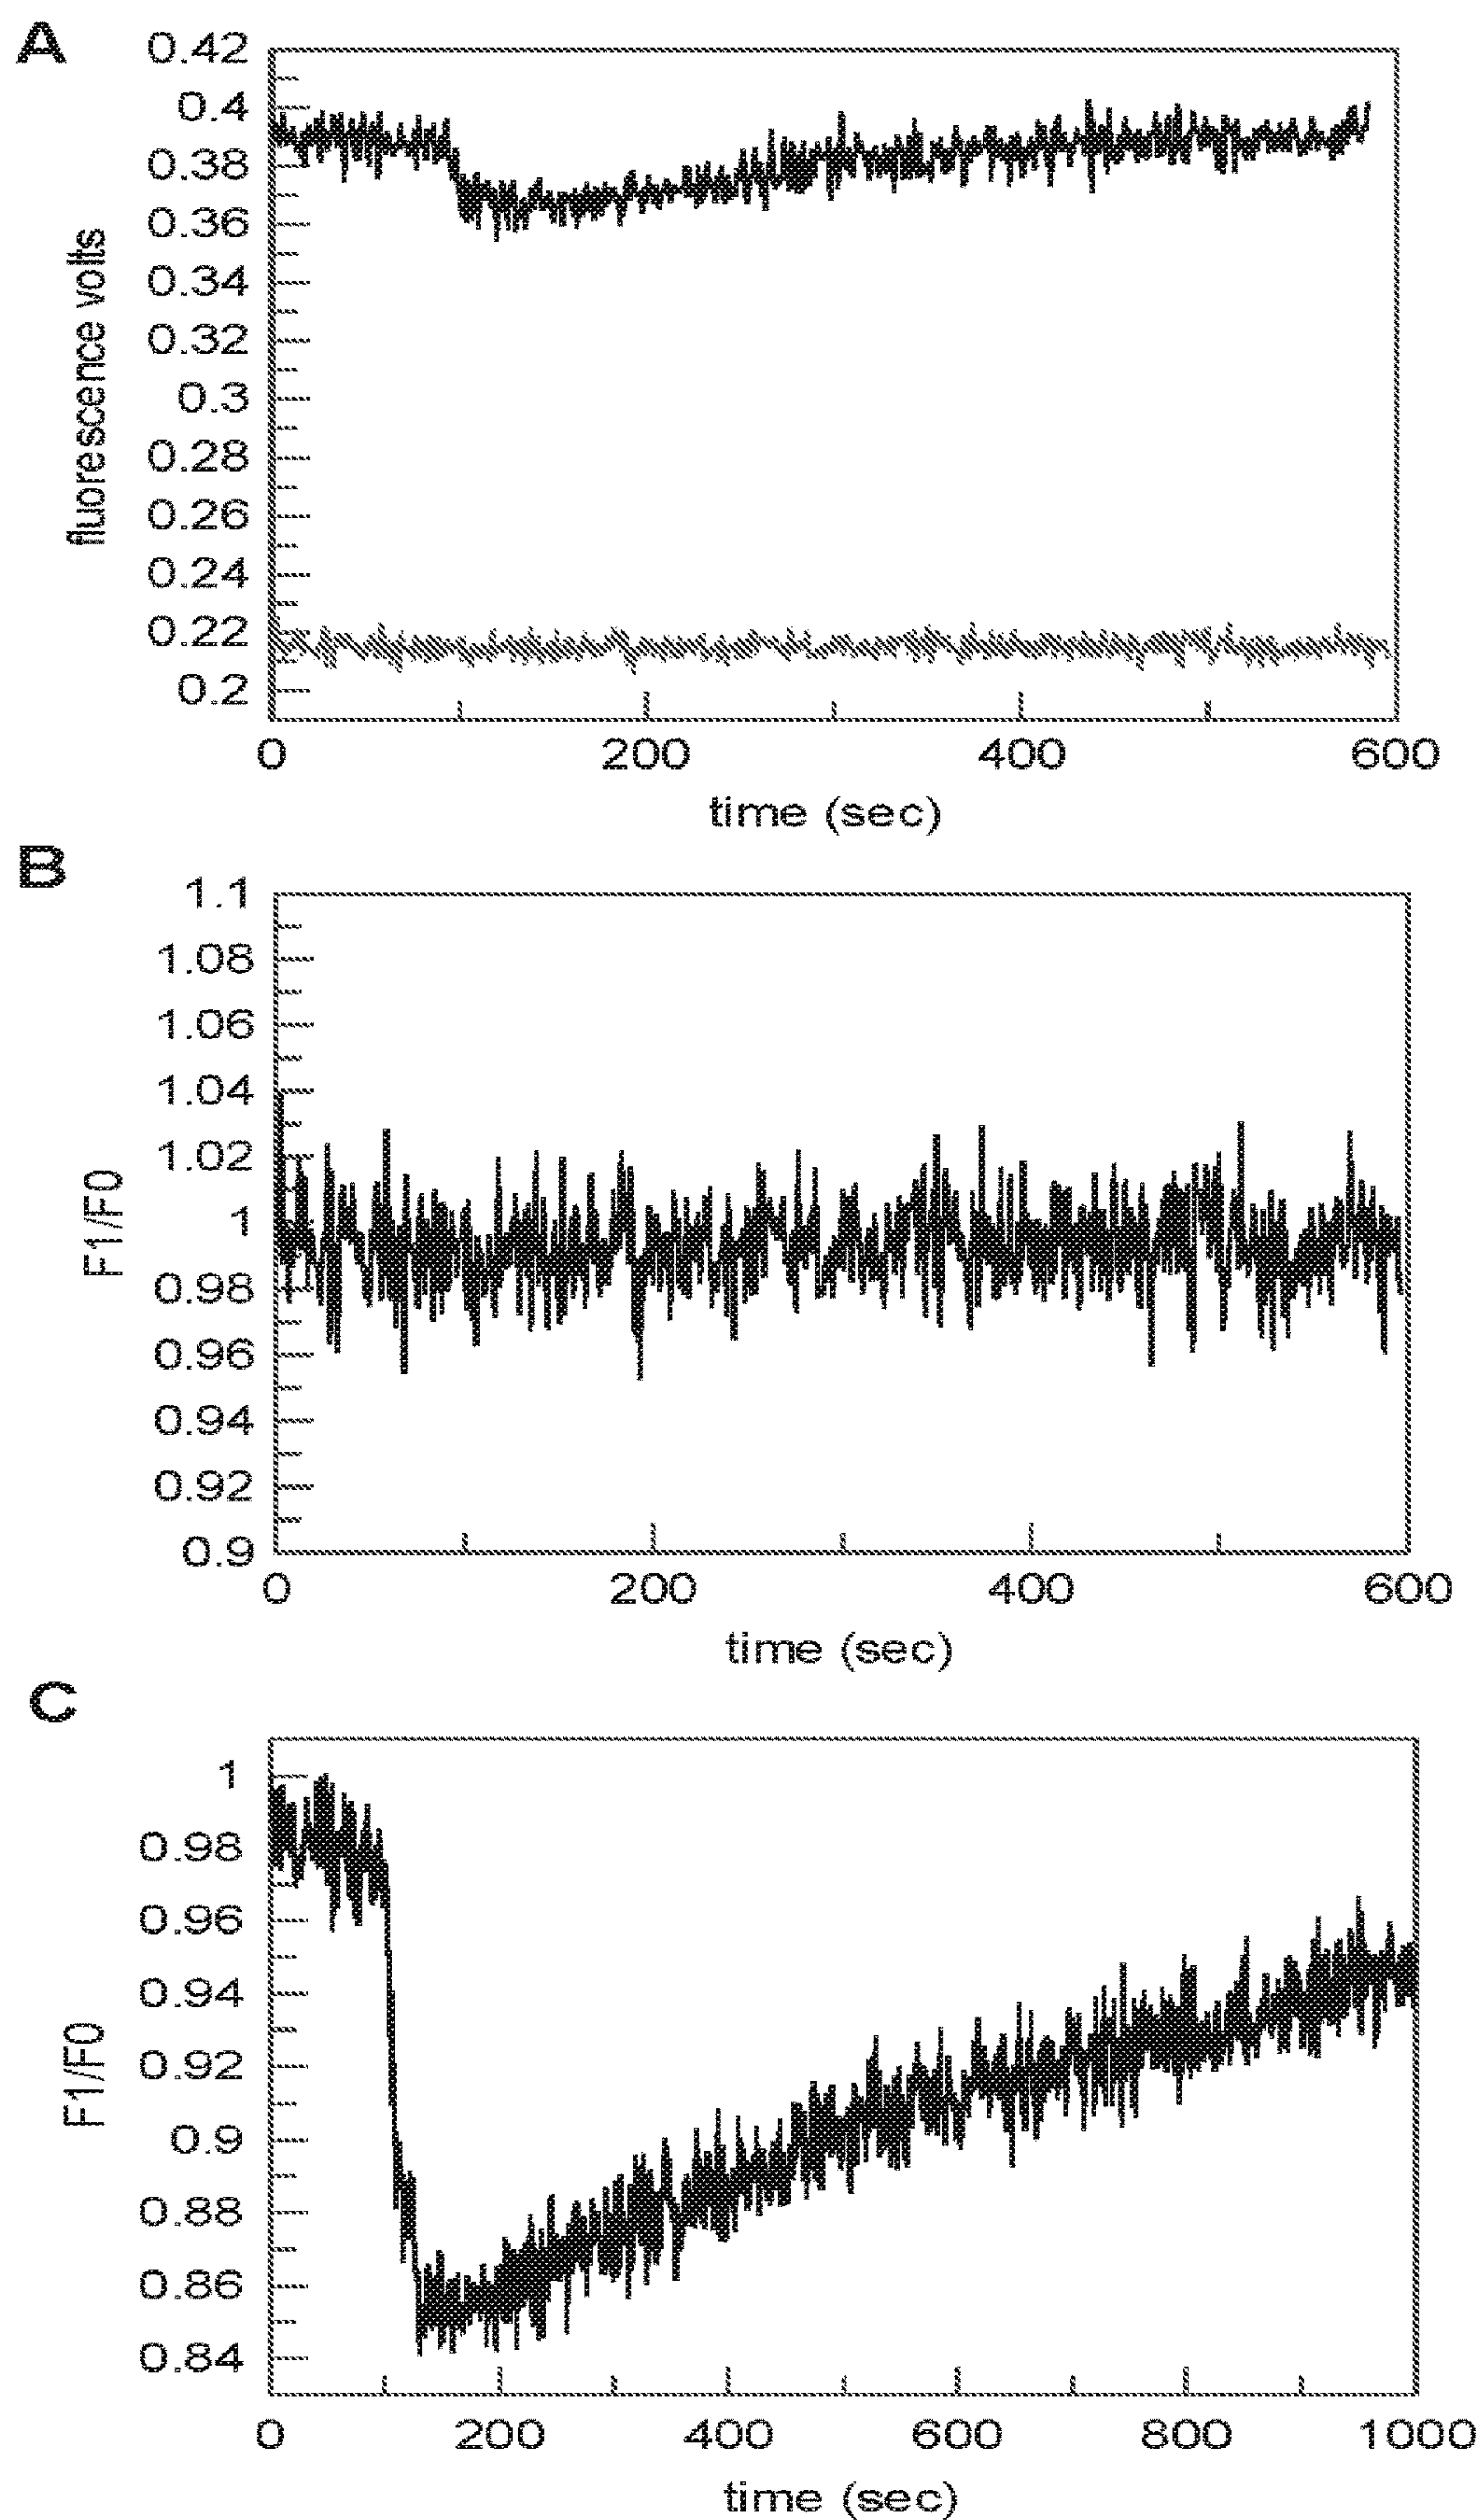 A
0.42
0.4
0.38
0.36
0.34
0.32
0.3
0.28
0.26
0.24
0.22
0.2
fluorescence volts
0 200 400 600
time (sec)
B
1.1
1.08
1.06
1.04
1.02
1
0.98
0.96
0.94
0.92
0.9
F1/F0
0 200 400 600
time (sec)
C
1
0.98
0.96
0.94
0.92
0.9
0.88
0.86
0.84
F1/F0
0 200 400 600 800 1000
time (sec)